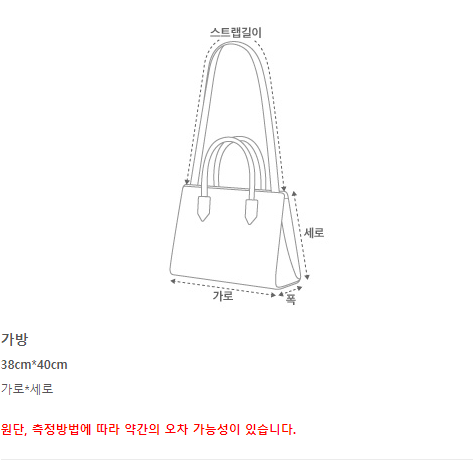 스트랩길이
세로
가로
폭
가방
38cm*40cm
가로*세로
원단, 측정방법에 따라 약간의 오차 가능성이 있습니다.